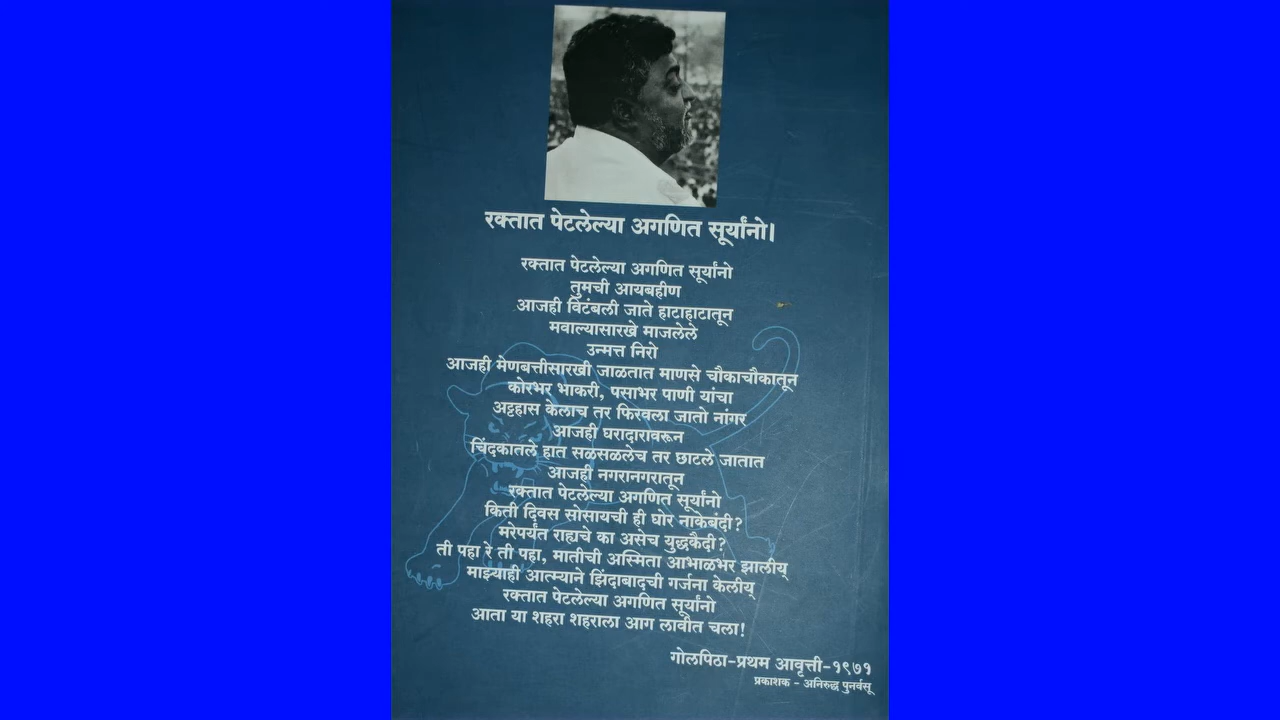 रक्तात पेटलेल्या अगणित सूर्यांनो।
रक्तात पेटलेल्या अगणित सूर्यांनो
तुमची आयबहीण
आजही विटंबली जाते हाटाहाटातून
मवाल्यासारखे माजलेले
उन्मत्त निरो
आजही मेणबत्तीसारखी जाळतात माणसे चौकाचौकातून
कोरभर भाकरी, पसाभर पाणी यांचा
अट्टहास केलाच तर फिरवला जातो नांगर
आजही घरादारावरून
चिंदकातले हात सळसळलेच तर छाटले जातात
आजही नगरानगरातून
रक्तात पेटलेल्या अगणित सूर्यांनो
किती दिवस सोसायची ही घोर नाकेबंदी?
मरेपर्यंत राह्यचे का असेच युद्धकैदी?
ती पहा रे ती पहा, मातीची अस्मिता आभाळभर झालीय्
माझ्याही आत्म्याने झिंदाबादची गर्जना केलीय्
रक्तात पेटलेल्या अगणित सूर्यांनो
आता या शहरा शहराला आग लावीत चला!
गोलपिठा-प्रथम आवृत्ती-१९७१
प्रकाशक - अनिरुद्ध पुनर्वसू